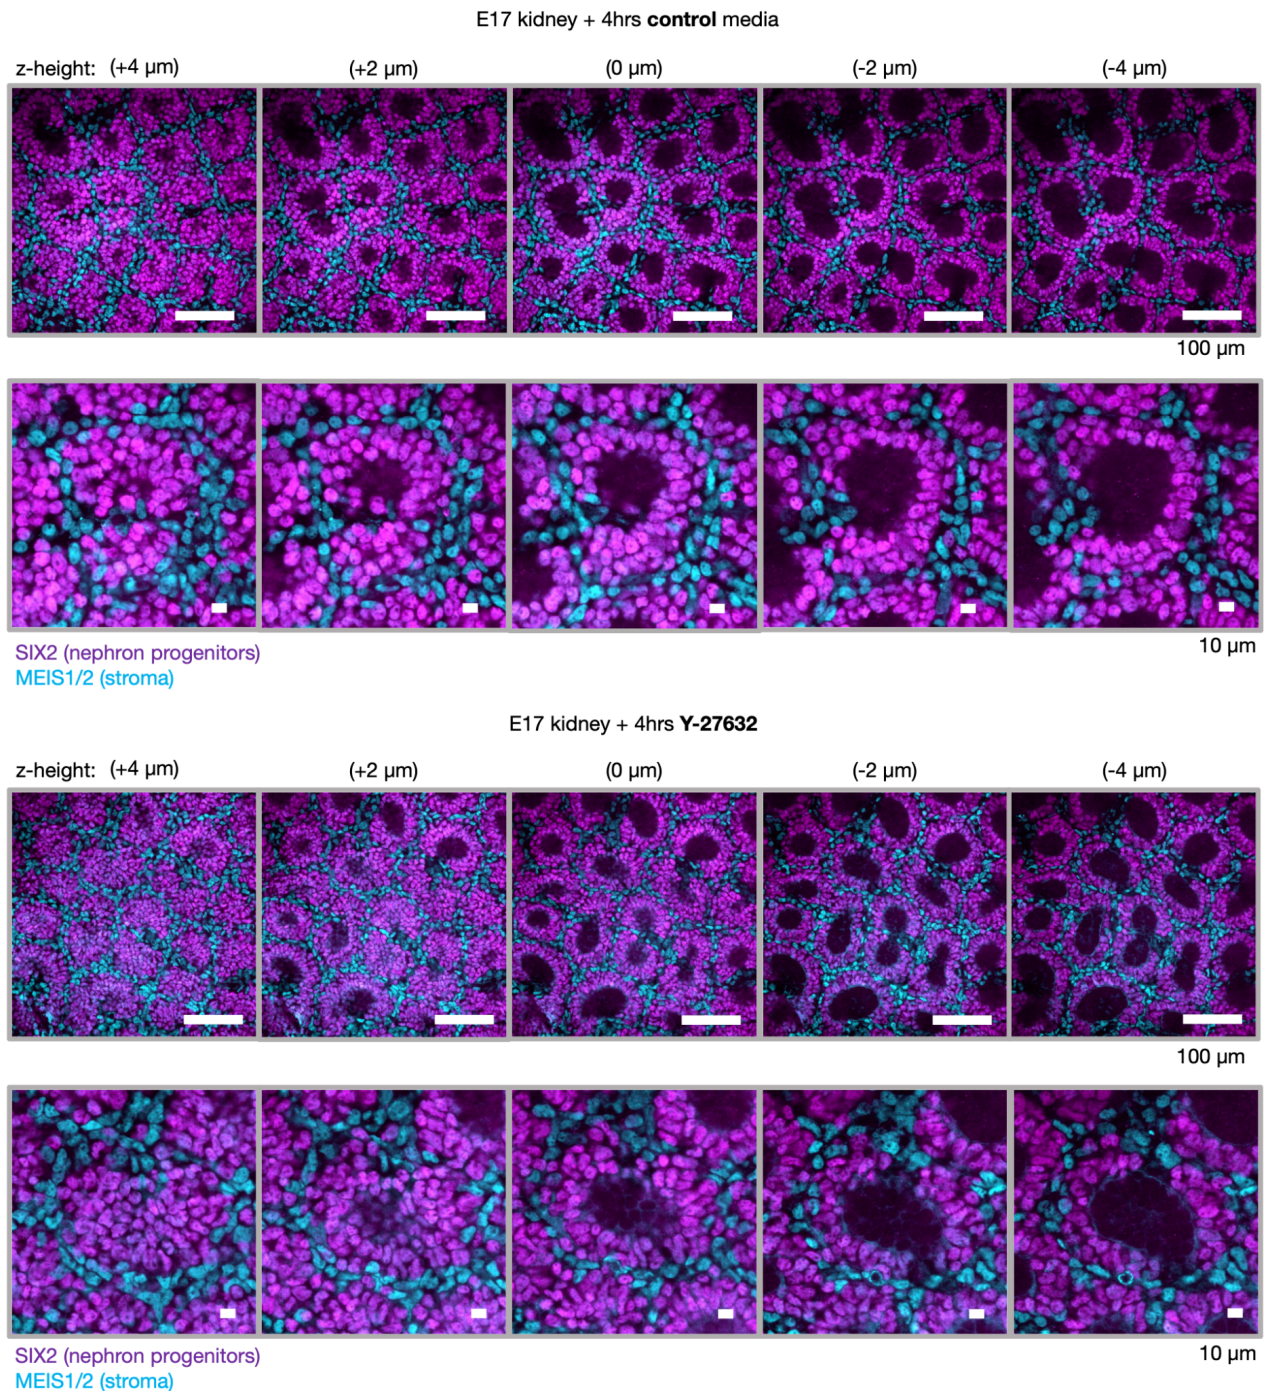 E17 kidney + 4hrs control media
z-height: (+4 µm) (+2 µm) (0 µm) (-2 µm) (-4 µm)
100 µm
10 µm
SIX2 (nephron progenitors)
MEIS1/2 (stroma)
E17 kidney + 4hrs Y-27632
z-height: (+4 µm) (+2 µm) (0 µm) (-2 µm) (-4 µm)
100 µm
10 µm
SIX2 (nephron progenitors)
MEIS1/2 (stroma)